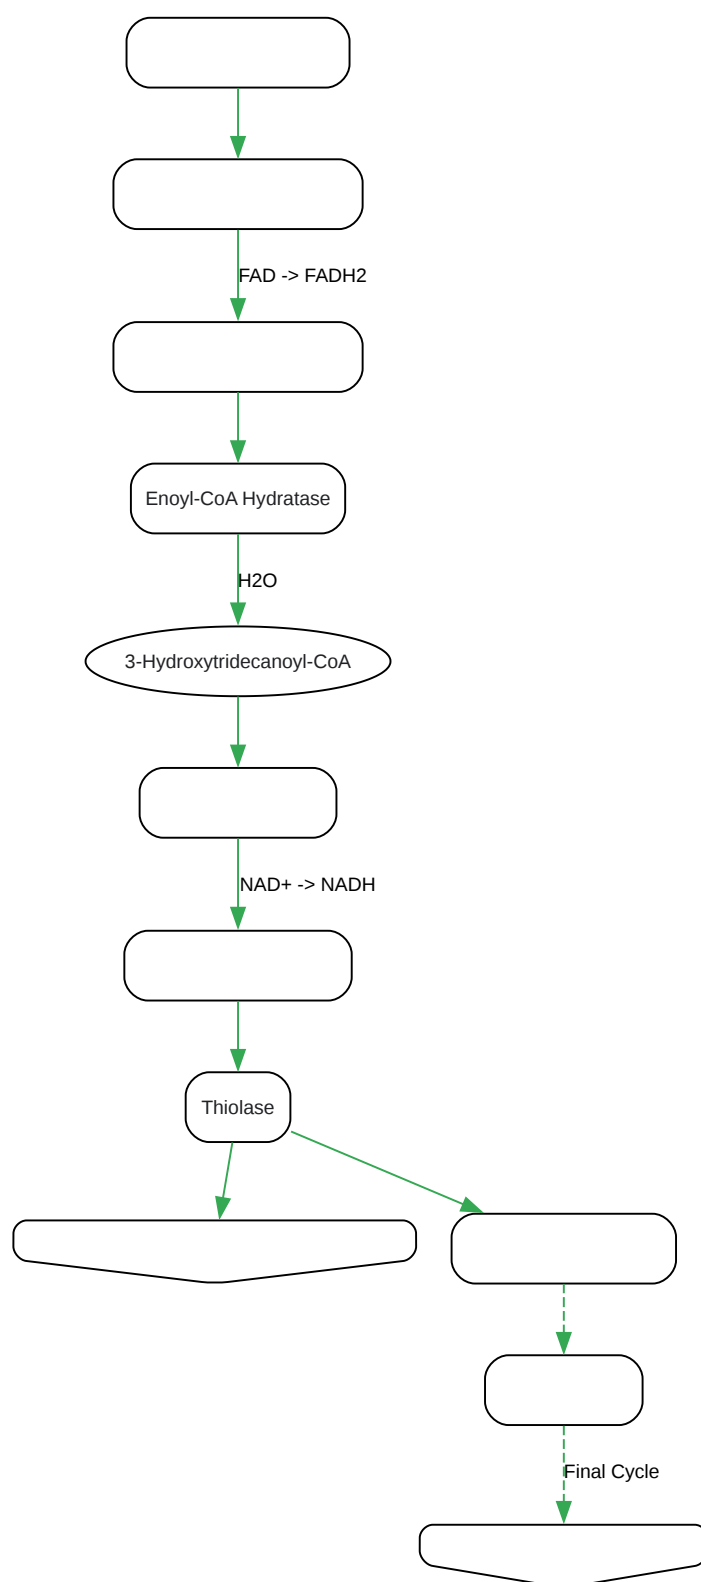 FAD -> FADH2
Enoyl-CoA Hydratase
H2O
3-Hydroxytridecanoyl-CoA
NAD+ -> NADH
Thiolase
Final Cycle